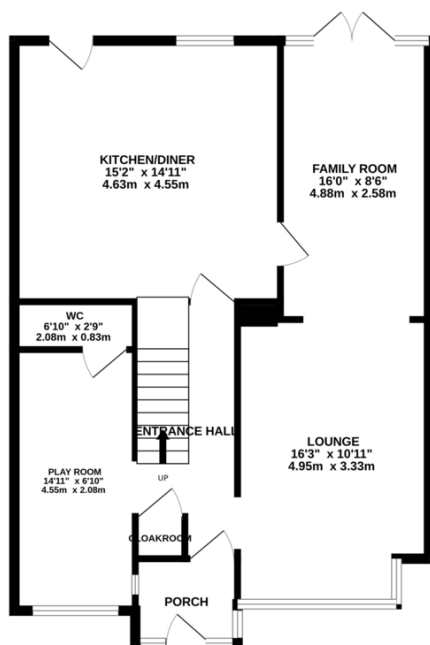 KITCHEN/DINER
15'2" x 14'11"
4.63m x 4.55m
FAMILY ROOM
16'0" x 8'6"
4.88m x 2.58m
WC
6'10" x 2'9"
2.08m x 0.83m
ENTRANCE HALL
LOUNGE
16'3" x 10'11"
4.95m x 3.33m
PLAY ROOM
14'11" x 6'10"
4.55m x 2.08m
UP
CLOAKROOM
PORCH